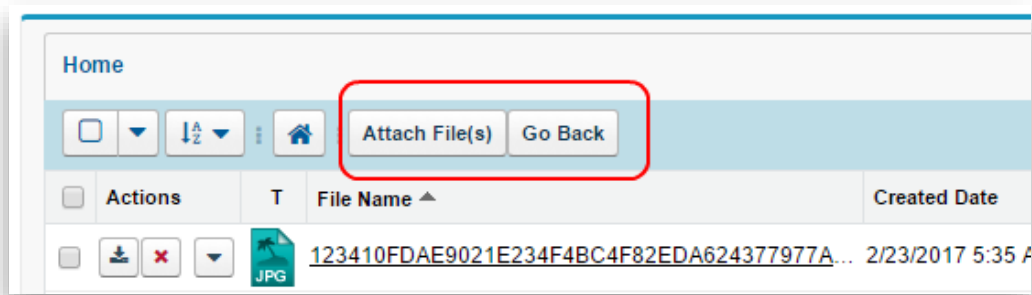 Home
A Z Attach File(s) Go Back
Actions T File Name Created Date
JPG 123410FDAE9021E234F4BC4F82EDA624377977A... 2/23/2017 5:35 A